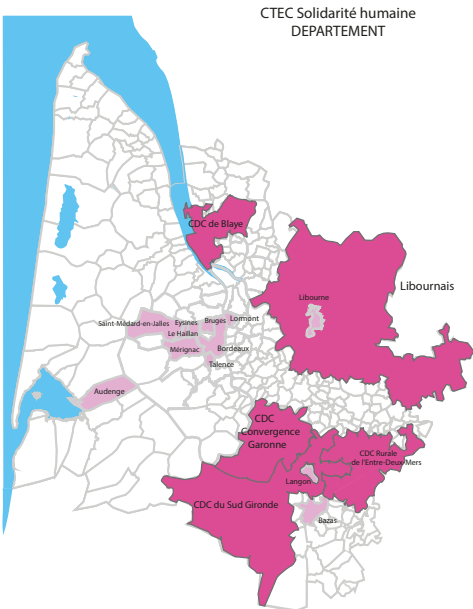 CTEC Solidarité humaine
DEPARTEMENT
CDC de Blaye
Libournais
Libourne
Saint-Médard-en-Jalles
Eysines
Bruges
Lormont
Le Haillan
Mérignac
Bordeaux
Talence
Audenge
CDC
Convergence
Garonne
CDC Rurale
de l'Entre-Deux-Mers
Langon
CDC du Sud Gironde
Bazas